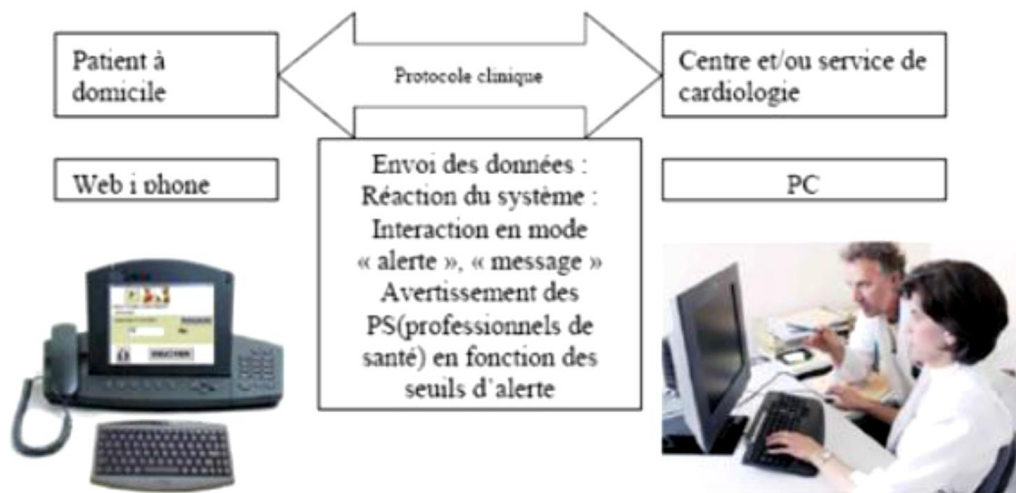 Patient à
domicile
Protocole clinique
Centre et/ou service de
cardiologie
Web i phone
PC
Envoi des données :
Réaction du système :
Interaction en mode
« alerte », « message »
Avertissement des
PS(professionnels de
santé) en fonction des
seuils d'alerte